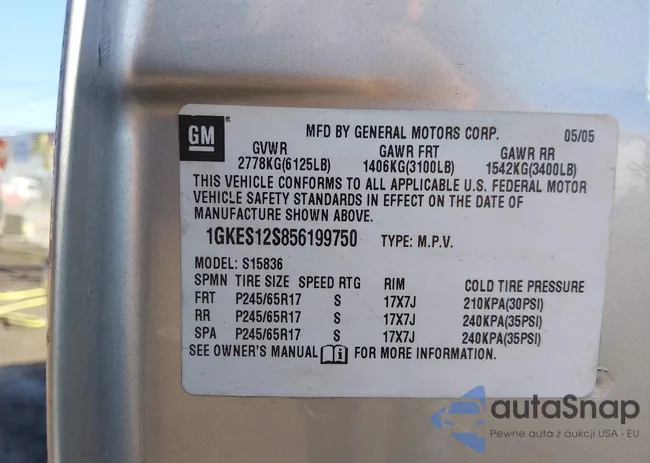 GM®
MFD BY GENERAL MOTORS CORP. 05/05
GVWR GAWR FRT GAWR RR
2778KG(6125LB) 1406KG(3100LB) 1542KG(3400LB)
THIS VEHICLE CONFORMS TO ALL APPLICABLE U.S. FEDERAL MOTOR
VEHICLE SAFETY STANDARDS IN EFFECT ON THE DATE OF
MANUFACTURE SHOWN ABOVE.
1GKES12S856199750 TYPE: M.P.V.
MODEL: S15836
SPMN TIRE SIZE SPEED RTG RIM COLD TIRE PRESSURE
FRT P245/65R17 S 17X7J 210KPA(30PSI)
RR P245/65R17 S 17X7J 240KPA(35PSI)
SPA P245/65R17 S 17X7J 240KPA(35PSI)
SEE OWNER'S MANUAL FOR MORE INFORMATION.
autaSnap
Pewne auta z aukcji USA i EU